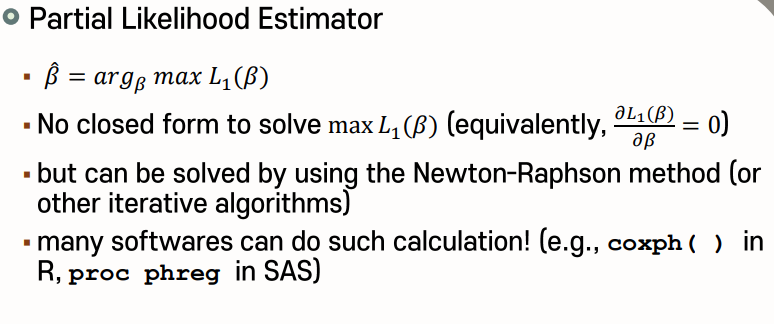 Partial Likelihood Estimator
▪ β̂ = arg_β max L₁(β)
▪ No closed form to solve max L₁(β) (equivalently, ∂L₁(β)/∂β = 0)
▪ but can be solved by using the Newton-Raphson method (or
other iterative algorithms)
▪ many softwares can do such calculation! (e.g., coxph( ) in
R, proc phreg in SAS)